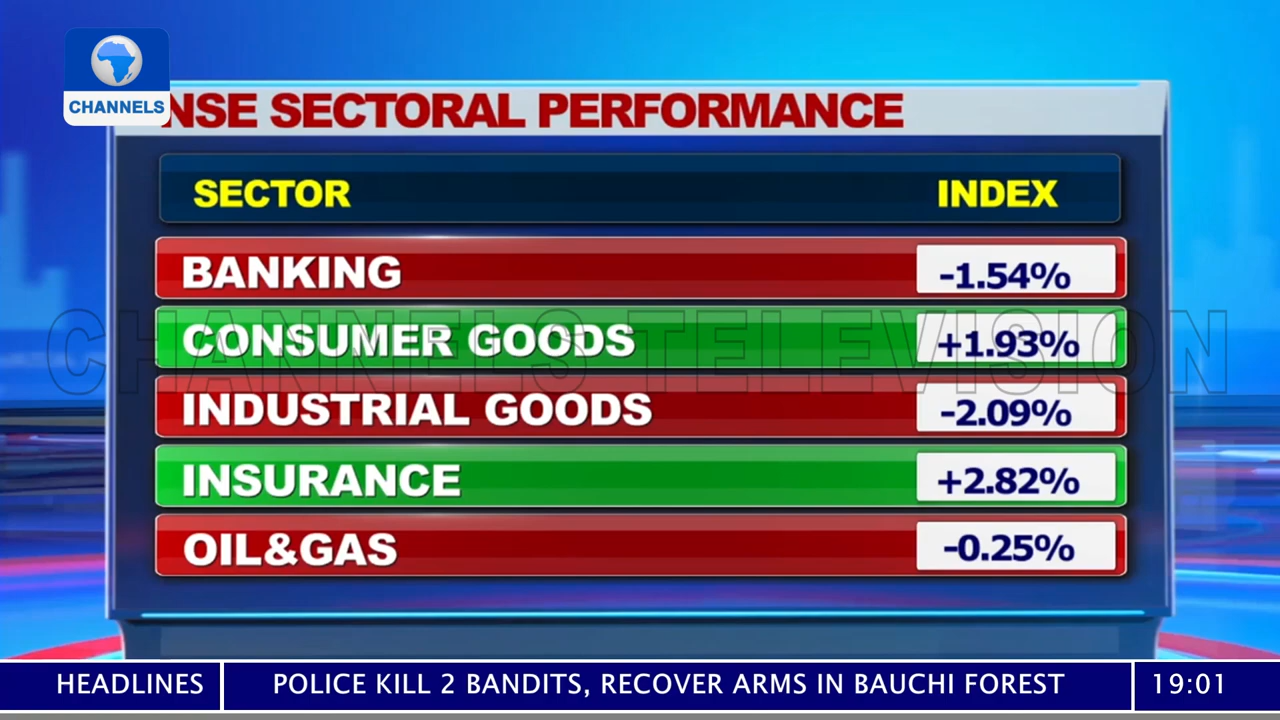 CHANNELS
NSE SECTORAL PERFORMANCE
SECTOR INDEX
BANKING -1.54%
CONSUMER GOODS +1.93%
CHANNELS TELEVISION
INDUSTRIAL GOODS -2.09%
INSURANCE +2.82%
OIL&GAS -0.25%
HEADLINES POLICE KILL 2 BANDITS, RECOVER ARMS IN BAUCHI FOREST 19:01